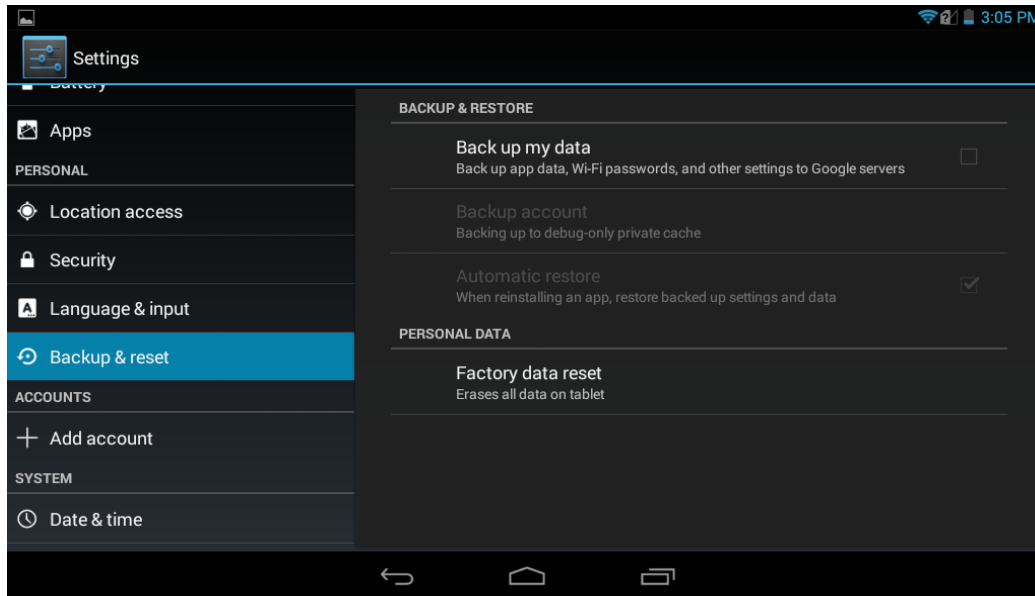 3:05 PM
Settings
Battery
Apps
PERSONAL
Location access
Security
Language & input
Backup & reset
ACCOUNTS
Add account
SYSTEM
Date & time
BACKUP & RESTORE
Back up my data
Back up app data, Wi-Fi passwords, and other settings to Google servers
Backup account
Backing up to debug-only private cache
Automatic restore
When reinstalling an app, restore backed up settings and data
PERSONAL DATA
Factory data reset
Erases all data on tablet